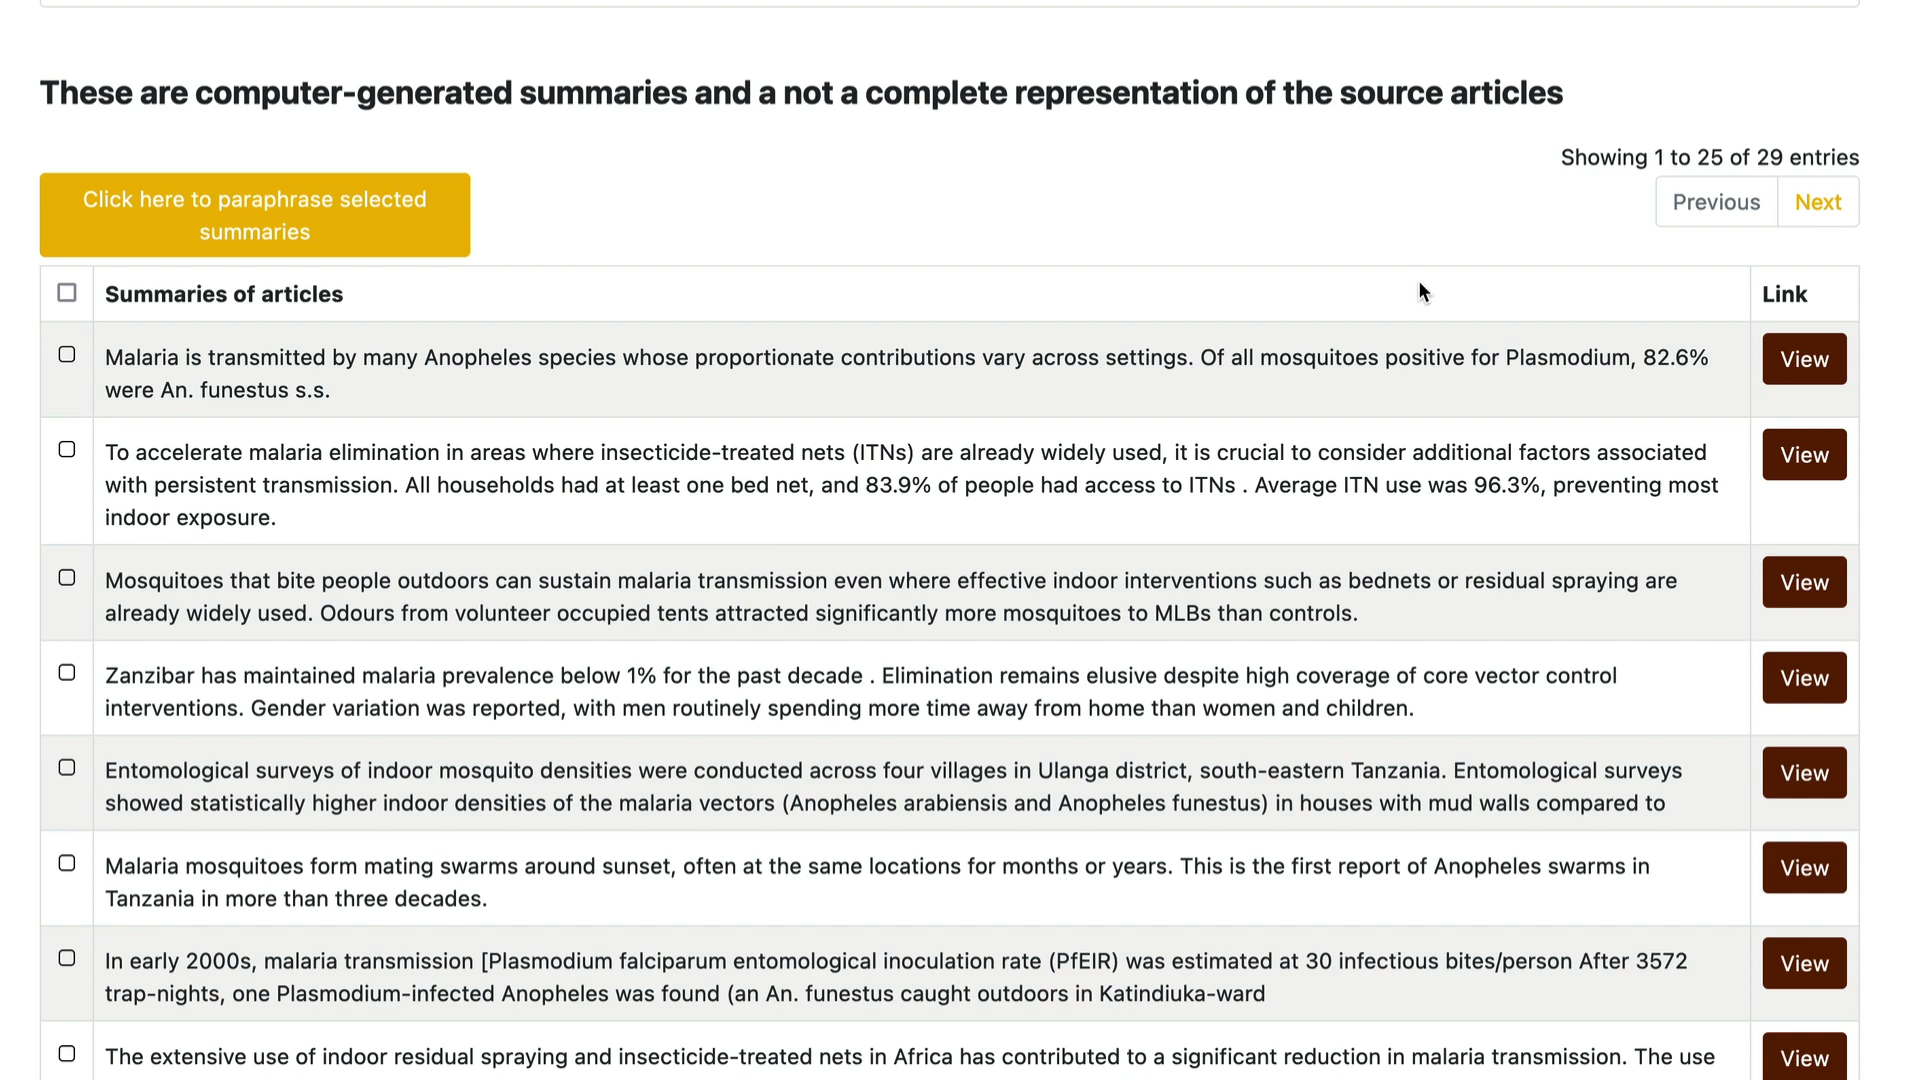 These are computer-generated summaries and a not a complete representation of the source articles
Showing 1 to 25 of 29 entries
Click here to paraphrase selected
summaries
Previous
Next
Summaries of articles
Link
Malaria is transmitted by many Anopheles species whose proportionate contributions vary across settings. Of all mosquitoes positive for Plasmodium, 82.6%
were An. funestus s.s.
View
To accelerate malaria elimination in areas where insecticide-treated nets (ITNs) are already widely used, it is crucial to consider additional factors associated
with persistent transmission. All households had at least one bed net, and 83.9% of people had access to ITNs . Average ITN use was 96.3%, preventing most
indoor exposure.
View
Mosquitoes that bite people outdoors can sustain malaria transmission even where effective indoor interventions such as bednets or residual spraying are
already widely used. Odours from volunteer occupied tents attracted significantly more mosquitoes to MLBs than controls.
View
Zanzibar has maintained malaria prevalence below 1% for the past decade . Elimination remains elusive despite high coverage of core vector control
interventions. Gender variation was reported, with men routinely spending more time away from home than women and children.
View
Entomological surveys of indoor mosquito densities were conducted across four villages in Ulanga district, south-eastern Tanzania. Entomological surveys
showed statistically higher indoor densities of the malaria vectors (Anopheles arabiensis and Anopheles funestus) in houses with mud walls compared to
View
Malaria mosquitoes form mating swarms around sunset, often at the same locations for months or years. This is the first report of Anopheles swarms in
Tanzania in more than three decades.
View
In early 2000s, malaria transmission [Plasmodium falciparum entomological inoculation rate (PfEIR) was estimated at 30 infectious bites/person After 3572
trap-nights, one Plasmodium-infected Anopheles was found (an An. funestus caught outdoors in Katindiuka-ward
View
The extensive use of indoor residual spraying and insecticide-treated nets in Africa has contributed to a significant reduction in malaria transmission. The use
View